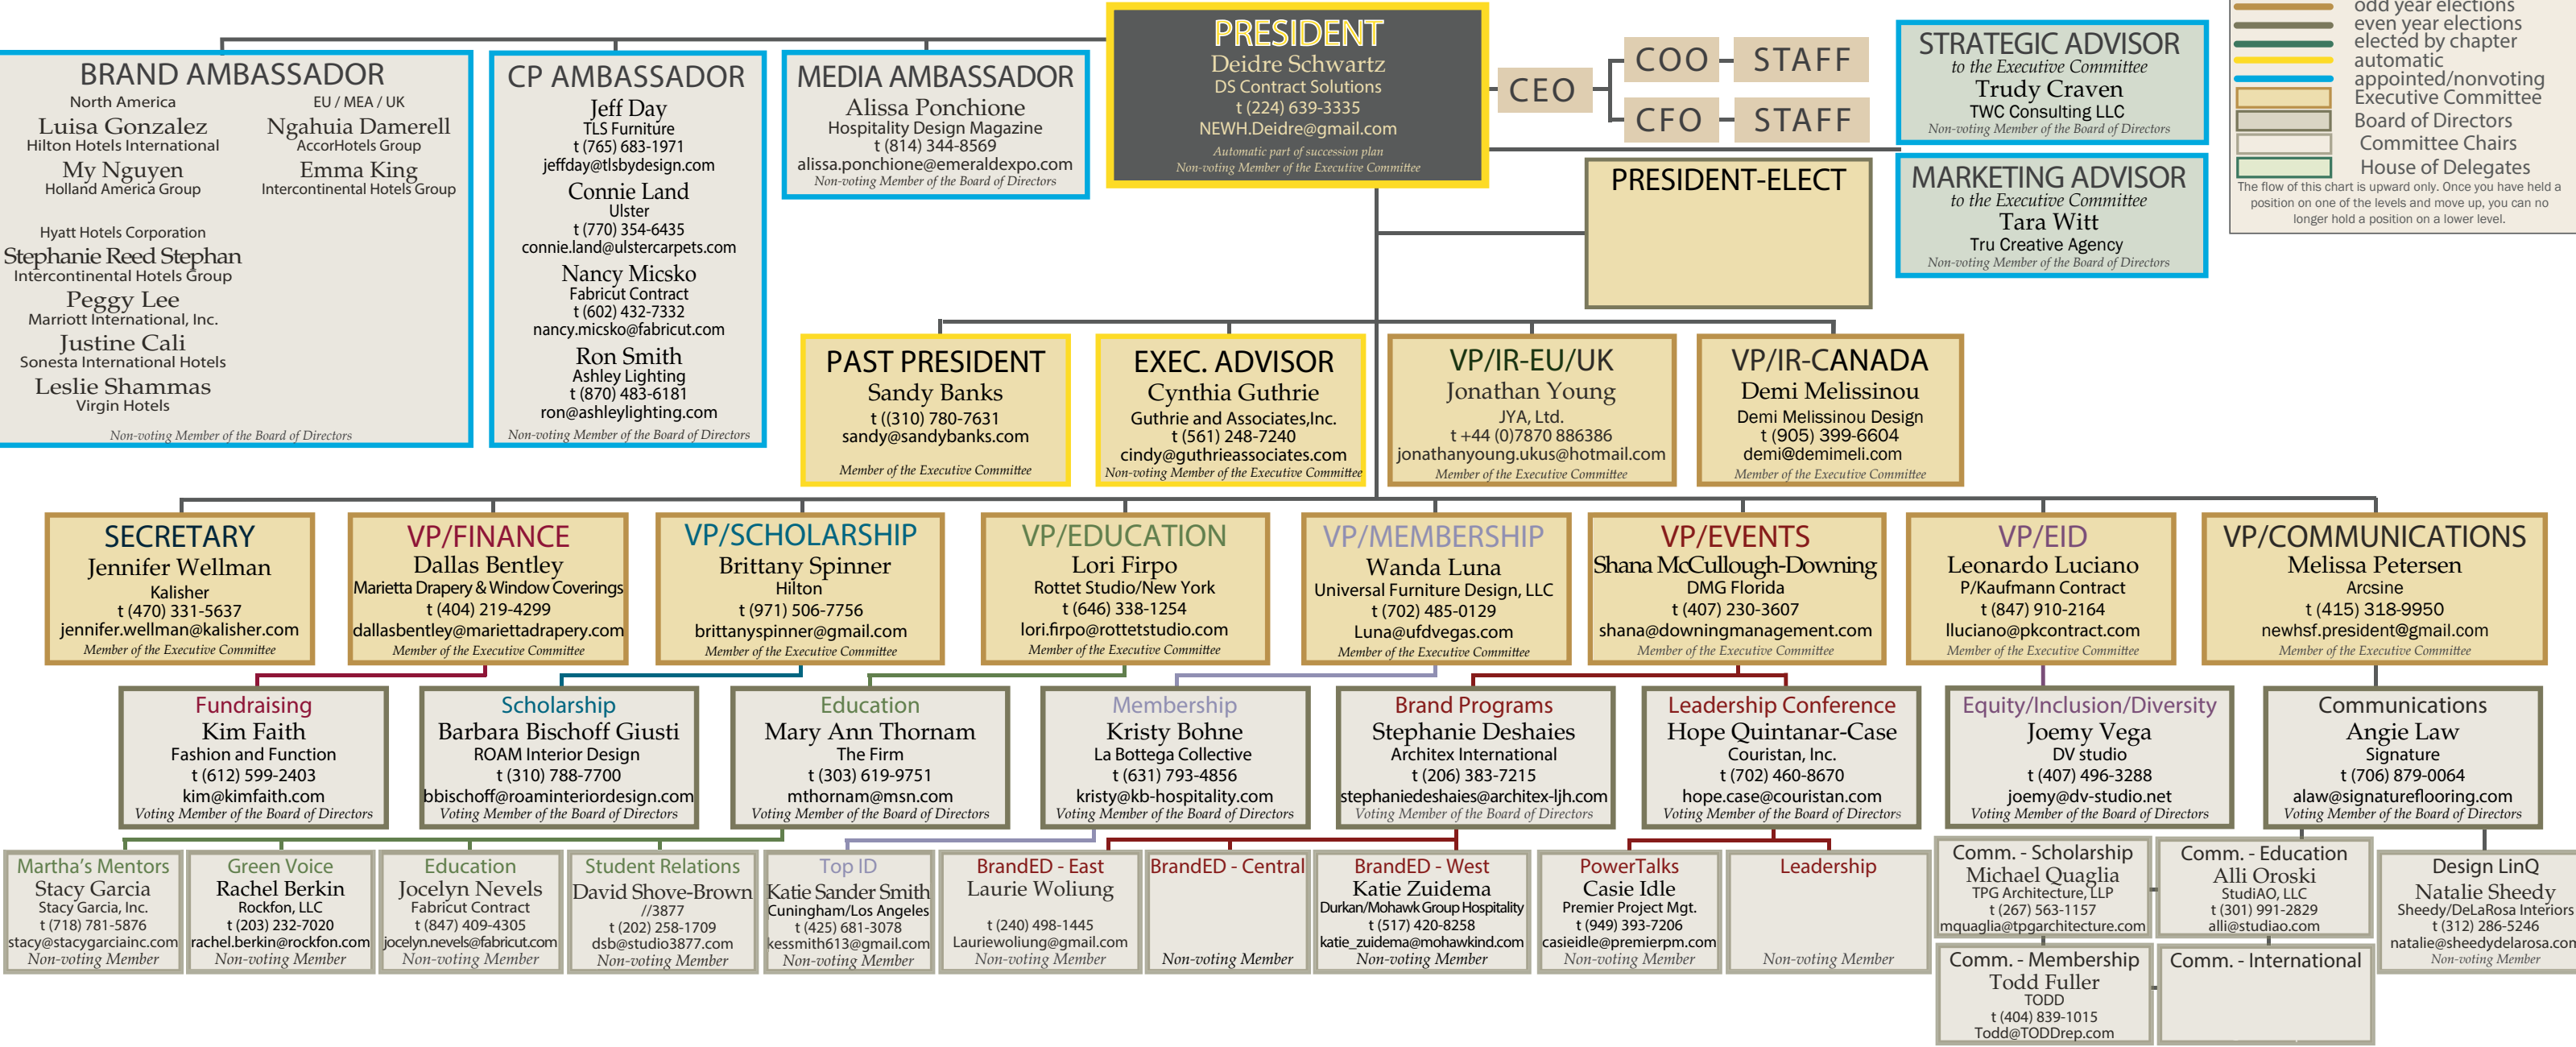 PRESIDENT
Deidre Schwartz
DS Contract Solutions
t (224) 639-3335
NEWH.Deidre@gmail.com
Automatic part of succession plan
Non-voting Member of the Executive Committee
BRAND AMBASSADOR
North America
Luisa Gonzalez
Hilton Hotels International
My Nguyen
Holland America Group
Hyatt Hotels Corporation
Stephanie Reed Stephan
Intercontinental Hotels Group
Peggy Lee
Marriott International, Inc.
Justine Cali
Sonesta International Hotels
Leslie Shammas
Virgin Hotels
EU / MEA / UK
Ngahuia Damerell
AccorHotels Group
Emma King
Intercontinental Hotels Group
Non-voting Member of the Board of Directors
CP AMBASSADOR
Jeff Day
TLS Furniture
t (765) 683-1971
jeffday@tlsbydesign.com
Connie Land
Ulster
t (770) 354-6435
connie.land@ulstercarpets.com
Nancy Micsko
Fabricut Contract
t (602) 432-7332
nancy.micsko@fabricut.com
Ron Smith
Ashley Lighting
t (870) 483-6181
ron@ashleylighting.com
Non-voting Member of the Board of Directors
MEDIA AMBASSADOR
Alissa Ponchione
Hospitality Design Magazine
t (814) 344-8569
alissa.ponchione@emeraldexpo.com
Non-voting Member of the Board of Directors
CEO
COO
STAFF
CFO
STAFF
STRATEGIC ADVISOR
to the Executive Committee
Trudy Craven
TWC Consulting LLC
Non-voting Member of the Board of Directors
MARKETING ADVISOR
to the Executive Committee
Tara Witt
Tru Creative Agency
Non-voting Member of the Board of Directors
odd year elections
even year elections
elected by chapter
automatic
appointed/nonvoting
Executive Committee
Board of Directors
Committee Chairs
House of Delegates
The flow of this chart is upward only. Once you have held a
position on one of the levels and move up, you can no
longer hold a position on a lower level.
PRESIDENT-ELECT
PAST PRESIDENT
Sandy Banks
t ((310) 780-7631
sandy@sandybanks.com
Member of the Executive Committee
EXEC. ADVISOR
Cynthia Guthrie
Guthrie and Associates,Inc.
t (561) 248-7240
cindy@guthrieassociates.com
Non-voting Member of the Executive Committee
VP/IR-EU/UK
Jonathan Young
JYA, Ltd.
t +44 (0)7870 886386
jonathanyoung.ukus@hotmail.com
Member of the Executive Committee
VP/IR-CANADA
Demi Melissinou
Demi Melissinou Design
t (905) 399-6604
demi@demimeli.com
Member of the Executive Committee
SECRETARY
Jennifer Wellman
Kalisher
t (470) 331-5637
jennifer.wellman@kalisher.com
Member of the Executive Committee
VP/FINANCE
Dallas Bentley
Marietta Drapery & Window Coverings
t (404) 219-4299
dallasbentley@mariettadrapery.com
Member of the Executive Committee
VP/SCHOLARSHIP
Brittany Spinner
Hilton
t (971) 506-7756
brittanyspinner@gmail.com
Member of the Executive Committee
VP/EDUCATION
Lori Firpo
Rottet Studio/New York
t (646) 338-1254
lori.firpo@rottetstudio.com
Member of the Executive Committee
VP/MEMBERSHIP
Wanda Luna
Universal Furniture Design, LLC
t (702) 485-0129
Luna@ufdvegas.com
Member of the Executive Committee
VP/EVENTS
Shana McCullough-Downing
DMG Florida
t (407) 230-3607
shana@downingmanagement.com
Member of the Executive Committee
VP/EID
Leonardo Luciano
P/Kaufmann Contract
t (847) 910-2164
lluciano@pkcontract.com
Member of the Executive Committee
VP/COMMUNICATIONS
Melissa Petersen
Arcsine
t (415) 318-9950
newhsf.president@gmail.com
Member of the Executive Committee
Fundraising
Kim Faith
Fashion and Function
t (612) 599-2403
kim@kimfaith.com
Voting Member of the Board of Directors
Scholarship
Barbara Bischoff Giusti
ROAM Interior Design
t (310) 788-7700
bbischoff@roaminteriordesign.com
Voting Member of the Board of Directors
Education
Mary Ann Thornam
The Firm
t (303) 619-9751
mthornam@msn.com
Voting Member of the Board of Directors
Membership
Kristy Bohne
La Bottega Collective
t (631) 793-4856
kristy@kb-hospitality.com
Voting Member of the Board of Directors
Brand Programs
Stephanie Deshaies
Architex International
t (206) 383-7215
stephaniedeshaies@architex-ljh.com
Voting Member of the Board of Directors
Leadership Conference
Hope Quintanar-Case
Couristan, Inc.
t (702) 460-8670
hope.case@couristan.com
Voting Member of the Board of Directors
Equity/Inclusion/Diversity
Joemy Vega
DV studio
t (407) 496-3288
joemy@dv-studio.net
Voting Member of the Board of Directors
Communications
Angie Law
Signature
t (706) 879-0064
alaw@signatureflooring.com
Voting Member of the Board of Directors
Martha's Mentors
Stacy Garcia
Stacy Garcia, Inc.
t (718) 781-5876
stacy@stacygarciainc.com
Non-voting Member
Green Voice
Rachel Berkin
Rockfon, LLC
t (203) 232-7020
rachel.berkin@rockfon.com
Non-voting Member
Education
Jocelyn Nevels
Fabricut Contract
t (847) 409-4305
jocelyn.nevels@fabricut.com
Non-voting Member
Student Relations
David Shove-Brown
//3877
t (202) 258-1709
dsb@studio3877.com
Non-voting Member
Top ID
Katie Sander Smith
Cuningham/Los Angeles
t (425) 681-3078
kessmith613@gmail.com
Non-voting Member
BrandED - East
Laurie Woliung
t (240) 498-1445
Lauriewoliung@gmail.com
Non-voting Member
BrandED - Central
Non-voting Member
BrandED - West
Katie Zuidema
Durkan/Mohawk Group Hospitality
t (517) 420-8258
katie_zuidema@mohawkind.com
Non-voting Member
PowerTalks
Casie Idle
Premier Project Mgt.
t (949) 393-7206
casieidle@premierpm.com
Non-voting Member
Leadership
Non-voting Member
Comm. - Scholarship
Michael Quaglia
TPG Architecture, LLP
t (267) 563-1157
mquaglia@tpgarchitecture.com
Comm. - Education
Alli Oroski
StudiAO, LLC
t (301) 991-2829
alli@studiao.com
Design LinQ
Natalie Sheedy
Sheedy/DeLaRosa Interiors
t (312) 286-5246
natalie@sheedydelarosa.com
Non-voting Member
Comm. - Membership
Todd Fuller
TODD
t (404) 839-1015
Todd@TODDrep.com
Comm. - International